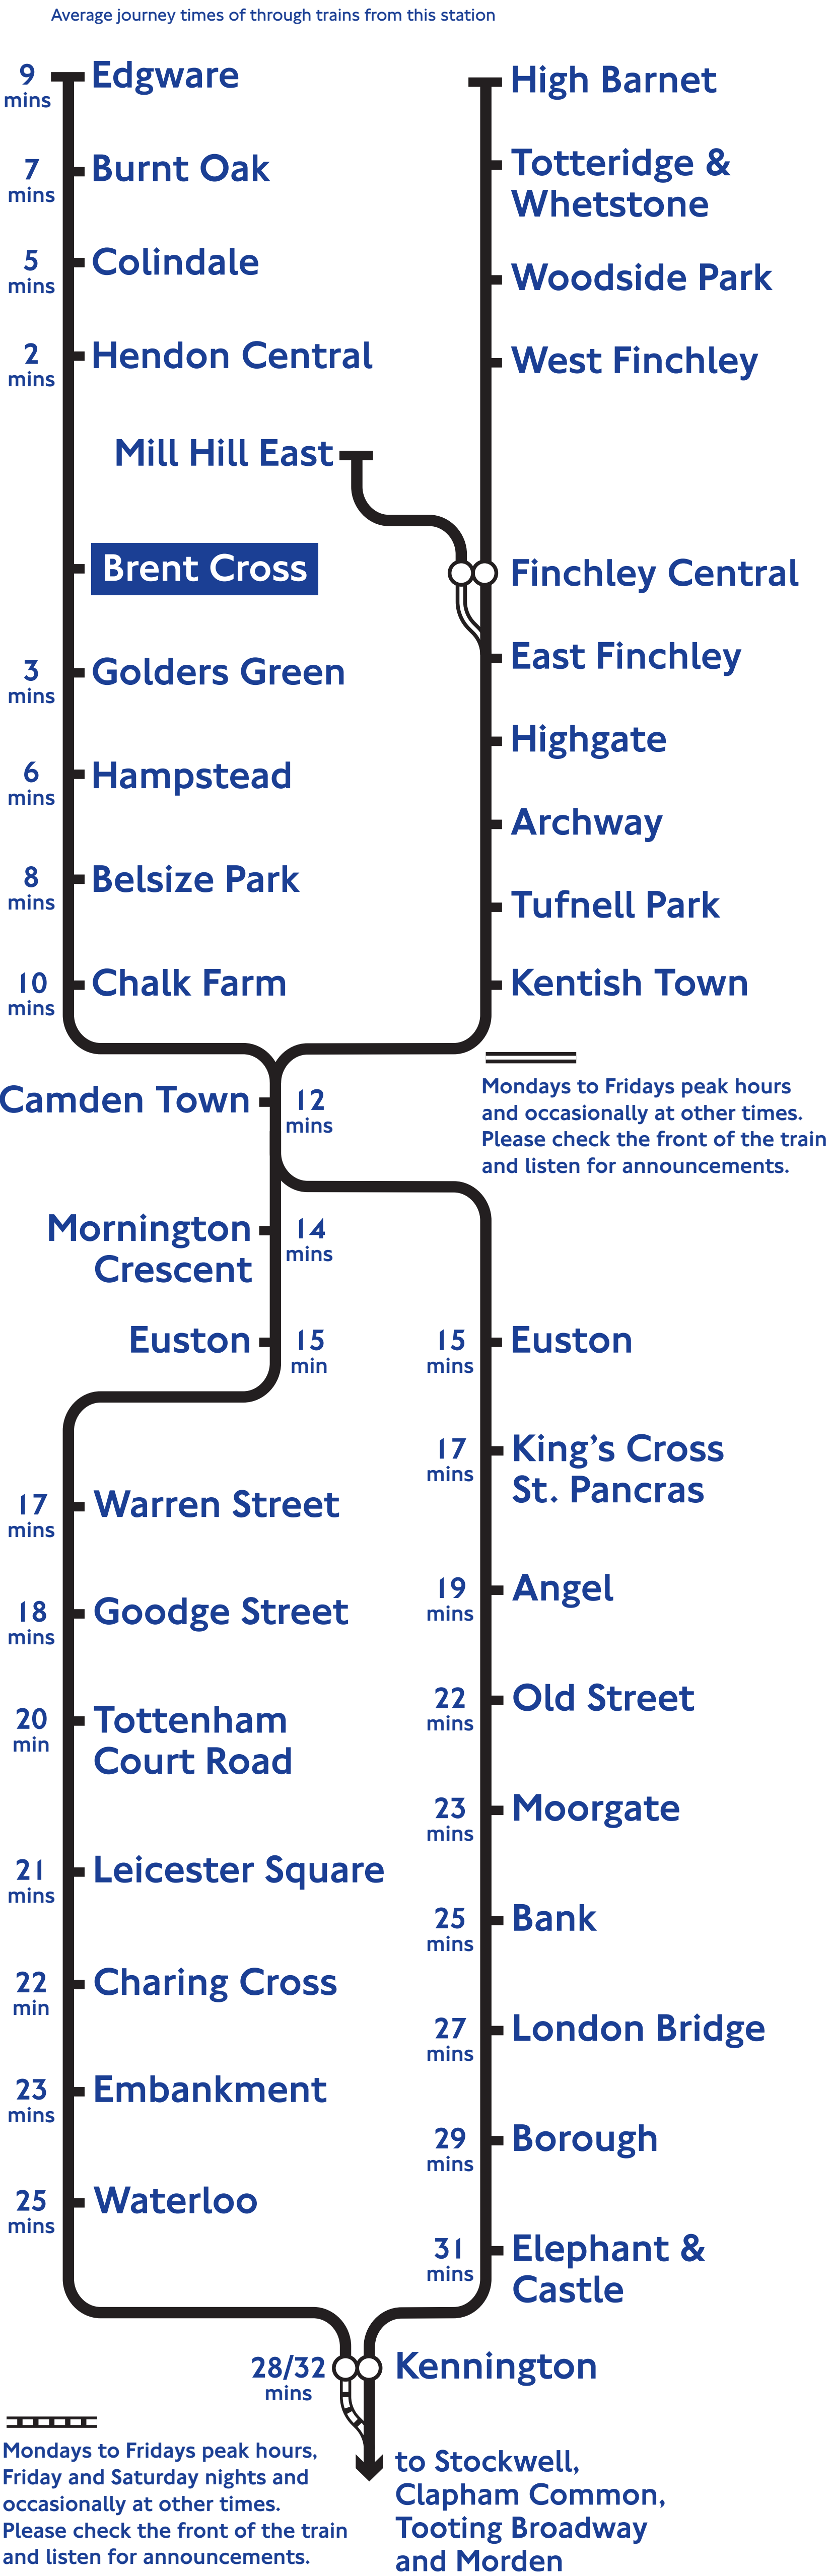 Average journey times of through trains from this station
9
mins
Edgware
7
mins
Burnt Oak
5
mins
Colindale
2
mins
Hendon Central
Mill Hill East
Brent Cross
3
mins
Golders Green
6
mins
Hampstead
8
mins
Belsize Park
10
mins
Chalk Farm
High Barnet
Totteridge &
Whetstone
Woodside Park
West Finchley
Finchley Central
East Finchley
Highgate
Archway
Tufnell Park
Kentish Town
Mondays to Fridays peak hours
and occasionally at other times.
Please check the front of the train
and listen for announcements.
Camden Town
12
mins
Mornington
Crescent
14
mins
Euston
15
min
17
mins
Warren Street
18
mins
Goodge Street
20
min
Tottenham
Court Road
21
mins
Leicester Square
22
min
Charing Cross
23
mins
Embankment
25
mins
Waterloo
15
mins
Euston
17
mins
King’s Cross
St. Pancras
19
mins
Angel
22
mins
Old Street
23
mins
Moorgate
25
mins
Bank
27
mins
London Bridge
29
mins
Borough
31
mins
Elephant &
Castle
28/32
mins
Kennington
Mondays to Fridays peak hours,
Friday and Saturday nights and
occasionally at other times.
Please check the front of the train
and listen for announcements.
to Stockwell,
Clapham Common,
Tooting Broadway
and Morden